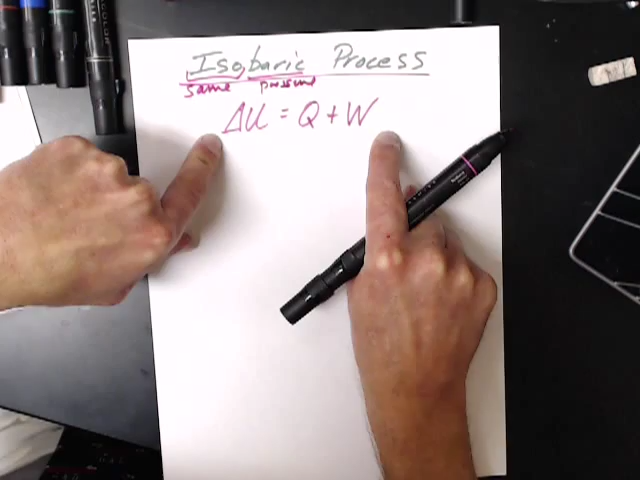 Isobaric Process
same pressure
ΔU = Q + W